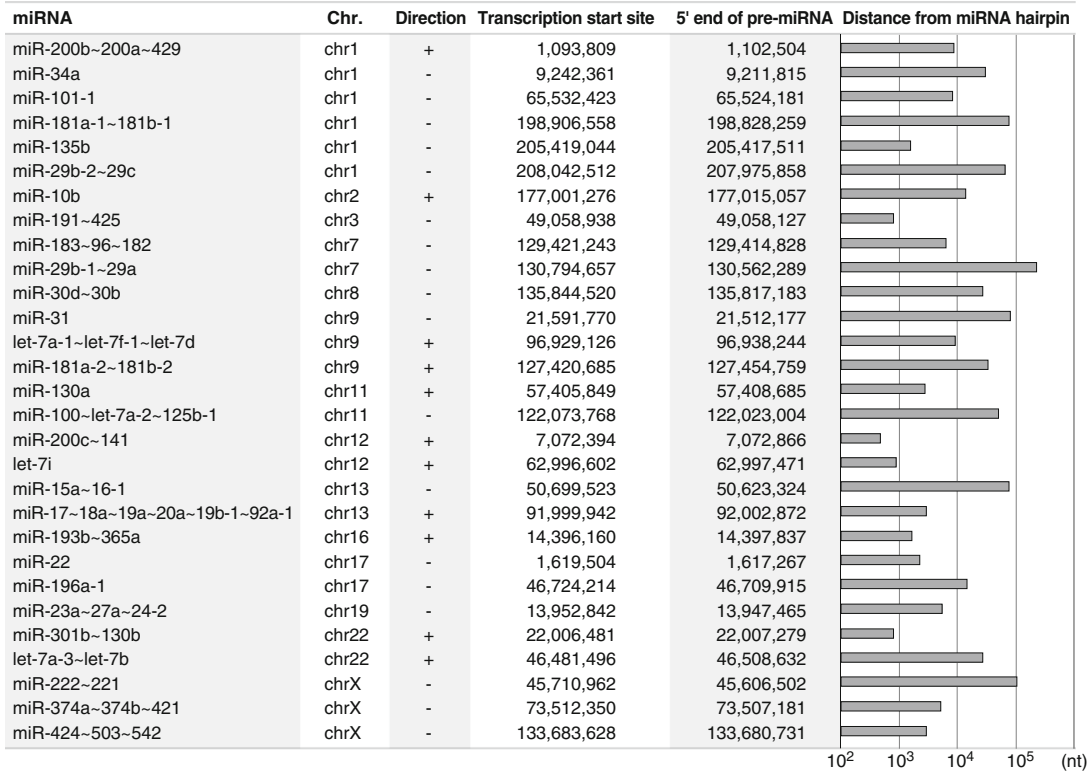 miRNA Chr. Direction Transcription start site 5' end of pre-miRNA Distance from miRNA hairpin
miR-200b~200a~429 chr1 + 1,093,809 1,102,504
miR-34a chr1 - 9,242,361 9,211,815
miR-101-1 chr1 - 65,532,423 65,524,181
miR-181a-1~181b-1 chr1 - 198,906,558 198,828,259
miR-135b chr1 - 205,419,044 205,417,511
miR-29b-2~29c chr1 - 208,042,512 207,975,858
miR-10b chr2 + 177,001,276 177,015,057
miR-191~425 chr3 - 49,058,938 49,058,127
miR-183~96~182 chr7 - 129,421,243 129,414,828
miR-29b-1~29a chr7 - 130,794,657 130,562,289
miR-30d~30b chr8 - 135,844,520 135,817,183
miR-31 chr9 - 21,591,770 21,512,177
let-7a-1~let-7f-1~let-7d chr9 + 96,929,126 96,938,244
miR-181a-2~181b-2 chr9 + 127,420,685 127,454,759
miR-130a chr11 + 57,405,849 57,408,685
miR-100~let-7a-2~125b-1 chr11 - 122,073,768 122,023,004
miR-200c~141 chr12 + 7,072,394 7,072,866
let-7i chr12 + 62,996,602 62,997,471
miR-15a~16-1 chr13 - 50,699,523 50,623,324
miR-17~18a~19a~20a~19b-1~92a-1 chr13 + 91,999,942 92,002,872
miR-193b~365a chr16 + 14,396,160 14,397,837
miR-22 chr17 - 1,619,504 1,617,267
miR-196a-1 chr17 - 46,724,214 46,709,915
miR-23a~27a~24-2 chr19 - 13,952,842 13,947,465
miR-301b~130b chr22 + 22,006,481 22,007,279
let-7a-3~let-7b chr22 + 46,481,496 46,508,632
miR-222~221 chrX - 45,710,962 45,606,502
miR-374a~374b~421 chrX - 73,512,350 73,507,181
miR-424~503~542 chrX - 133,683,628 133,680,731
10² 10³ 10⁴ 10⁵ (nt)